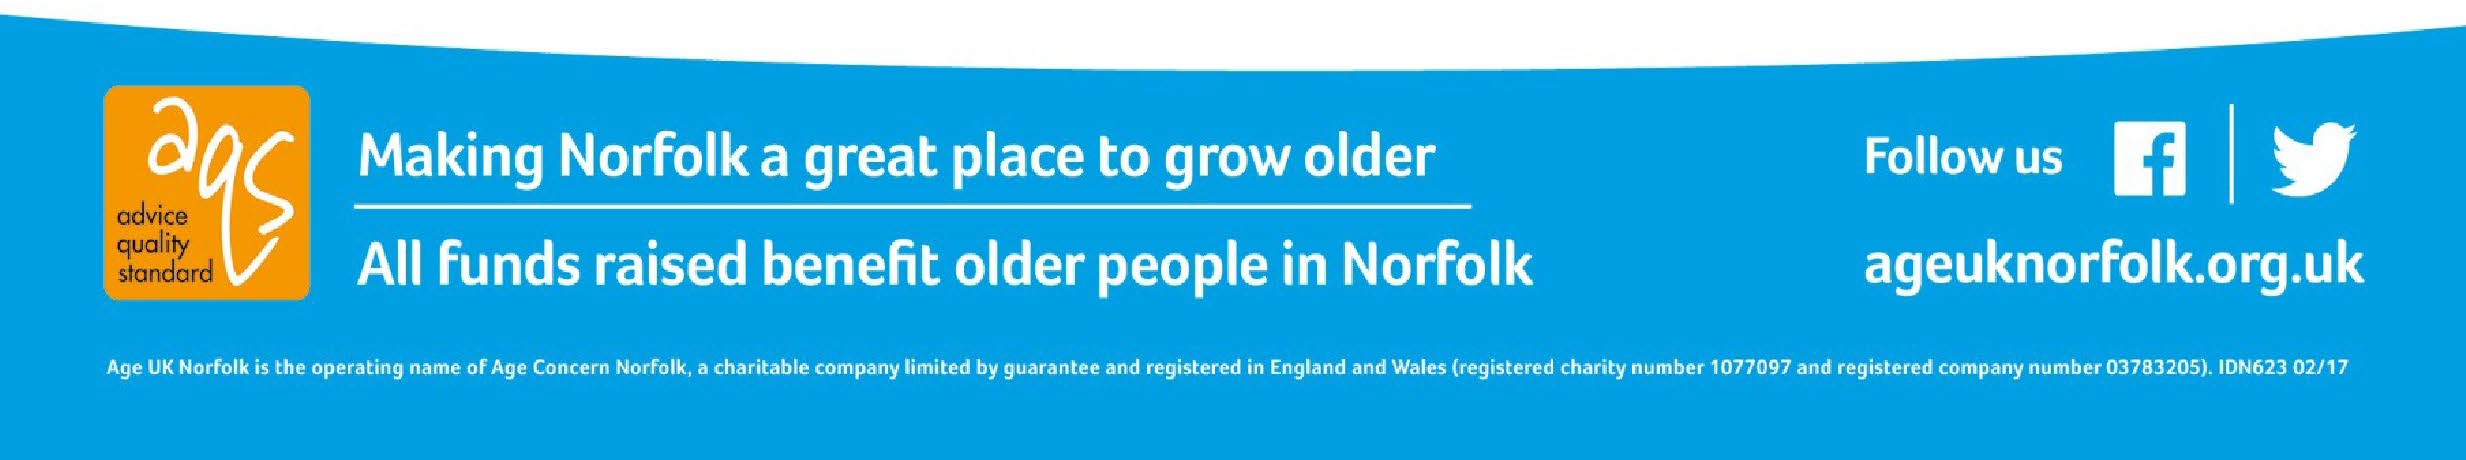 aqs
advice
quality
standard
Making Norfolk a great place to grow older
All funds raised benefit older people in Norfolk
Follow us
ageuknorfolk.org.uk
Age UK Norfolk is the operating name of Age Concern Norfolk, a charitable company limited by guarantee and registered in England and Wales (registered charity number 1077097 and registered company number 03783205). IDN623 02/17